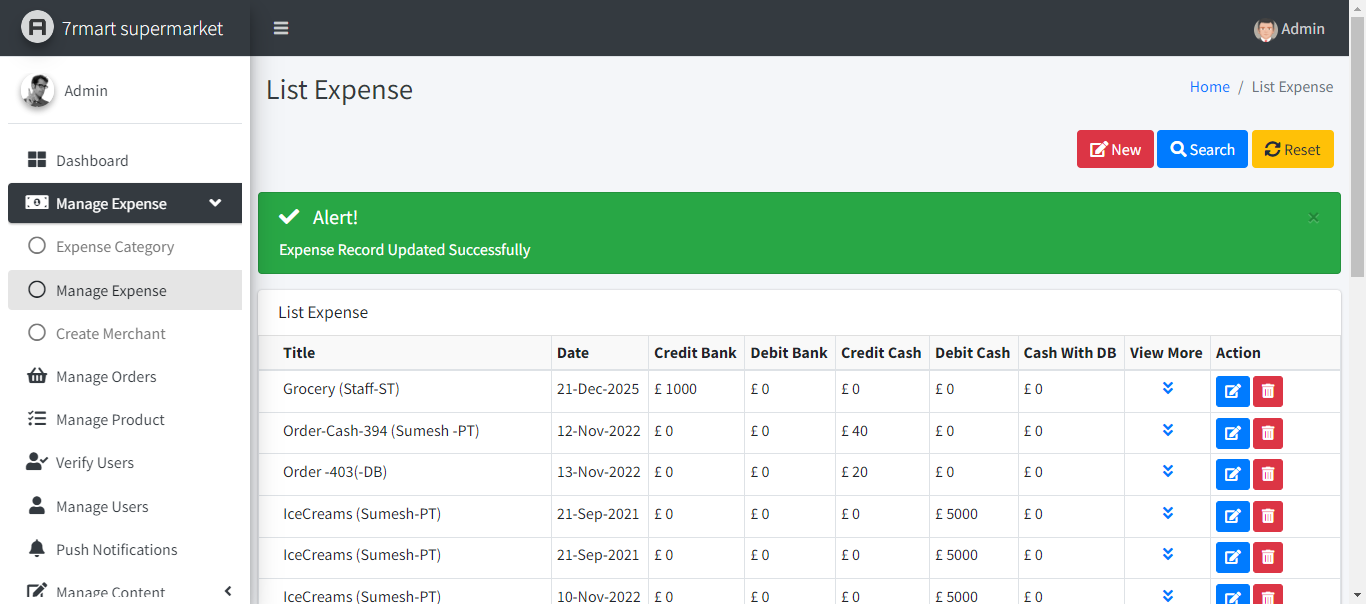 7rmart supermarket
Admin
Admin
List Expense
Home / List Expense
Dashboard
Manage Expense
Expense Category
Manage Expense
Create Merchant
Manage Orders
Manage Product
Verify Users
Manage Users
Push Notifications
Manage Content
New Search Reset
Alert! ×
Expense Record Updated Successfully
List Expense
Title Date Credit Bank Debit Bank Credit Cash Debit Cash Cash With DB View More Action
Grocery (Staff-ST) 21-Dec-2025 £ 1000 £ 0 £ 0 £ 0 £ 0
Order-Cash-394 (Sumesh -PT) 12-Nov-2022 £ 0 £ 0 £ 40 £ 0 £ 0
Order -403(-DB) 13-Nov-2022 £ 0 £ 0 £ 20 £ 0 £ 0
IceCreams (Sumesh-PT) 21-Sep-2021 £ 0 £ 0 £ 0 £ 5000 £ 0
IceCreams (Sumesh-PT) 21-Sep-2021 £ 0 £ 0 £ 0 £ 5000 £ 0
IceCreams (Sumesh-PT) 10-Nov-2022 £ 0 £ 0 £ 0 £ 5000 £ 0